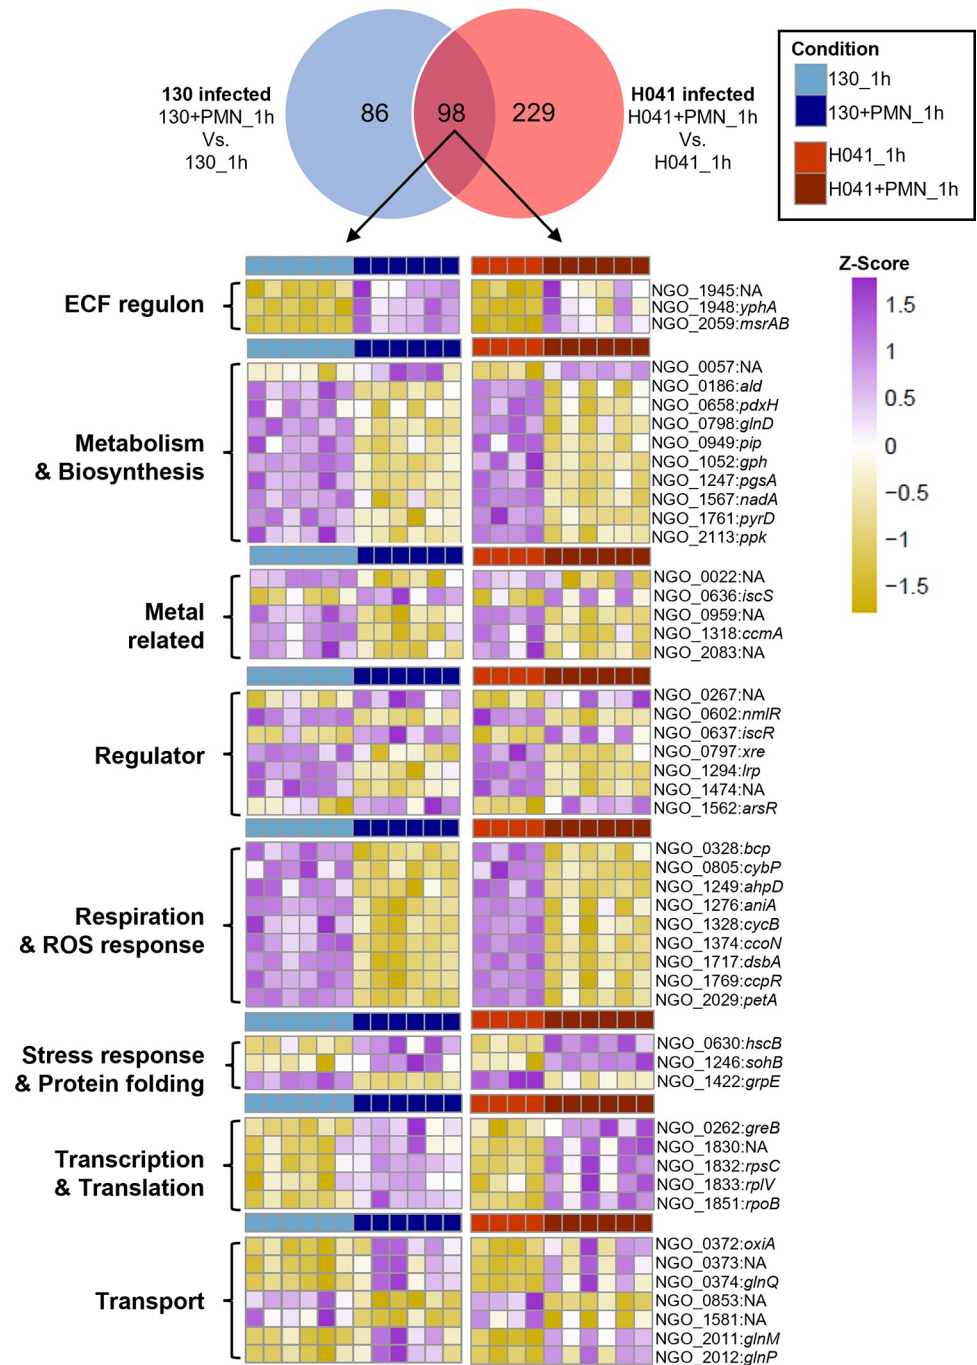 130 infected
130+PMN_1h
Vs.
130_1h
86
98
229
H041 infected
H041+PMN_1h
Vs.
H041_1h
Condition
130_1h
130+PMN_1h
H041_1h
H041+PMN_1h
Z-Score
1.5
1
0.5
0
−0.5
−1
−1.5
ECF regulon
NGO_1945:NA
NGO_1948:yphA
NGO_2059:msrAB
Metabolism
& Biosynthesis
NGO_0057:NA
NGO_0186:ald
NGO_0658:pdxH
NGO_0798:glnD
NGO_0949:pip
NGO_1052:gph
NGO_1247:pgsA
NGO_1567:nadA
NGO_1761:pyrD
NGO_2113:ppk
Metal
related
NGO_0022:NA
NGO_0636:iscS
NGO_0959:NA
NGO_1318:ccmA
NGO_2083:NA
Regulator
NGO_0267:NA
NGO_0602:nmlR
NGO_0637:iscR
NGO_0797:xre
NGO_1294:lrp
NGO_1474:NA
NGO_1562:arsR
Respiration
& ROS response
NGO_0328:bcp
NGO_0805:cybP
NGO_1249:ahpD
NGO_1276:aniA
NGO_1328:cycB
NGO_1374:ccoN
NGO_1717:dsbA
NGO_1769:ccpR
NGO_2029:petA
Stress response
& Protein folding
NGO_0630:hscB
NGO_1246:sohB
NGO_1422:grpE
Transcription
& Translation
NGO_0262:greB
NGO_1830:NA
NGO_1832:rpsC
NGO_1833:rplV
NGO_1851:rpoB
Transport
NGO_0372:oxiA
NGO_0373:NA
NGO_0374:glnQ
NGO_0853:NA
NGO_1581:NA
NGO_2011:glnM
NGO_2012:glnP